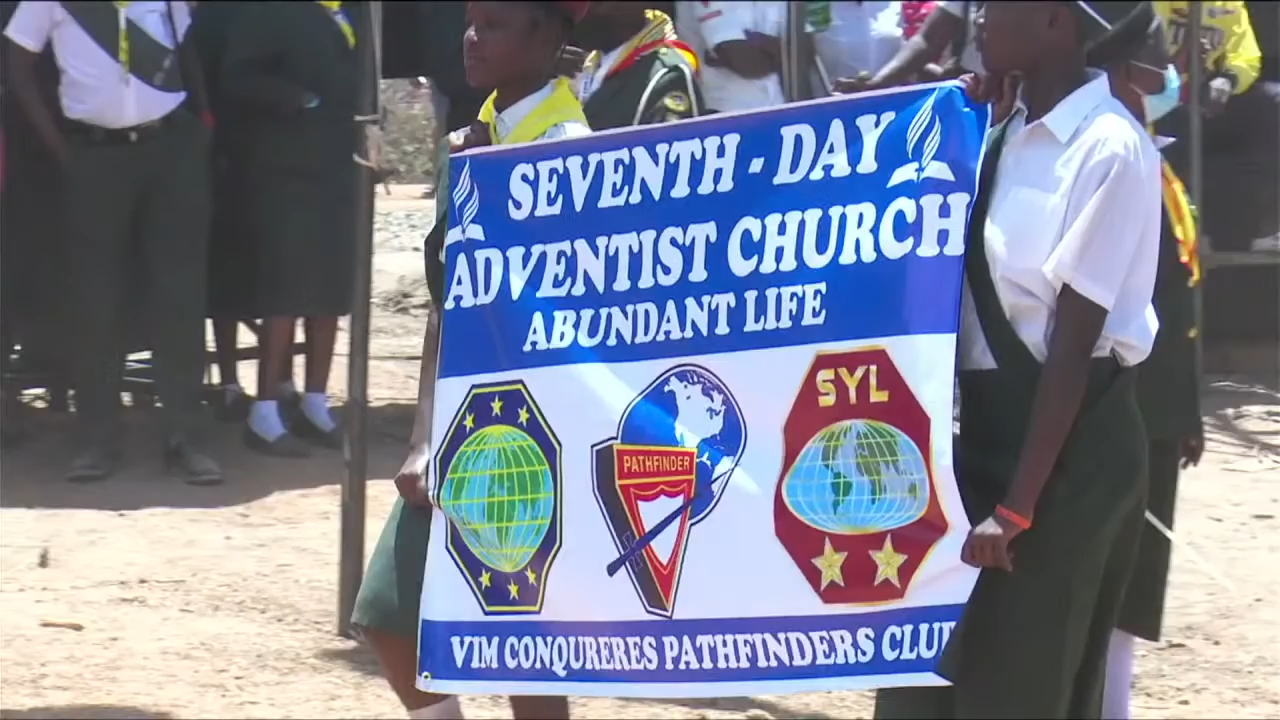 SEVENTH - DAY
ADVENTIST CHURCH
ABUNDANT LIFE
SYL
PATHFINDER
VIM CONQURERES PATHFINDERS CLUB